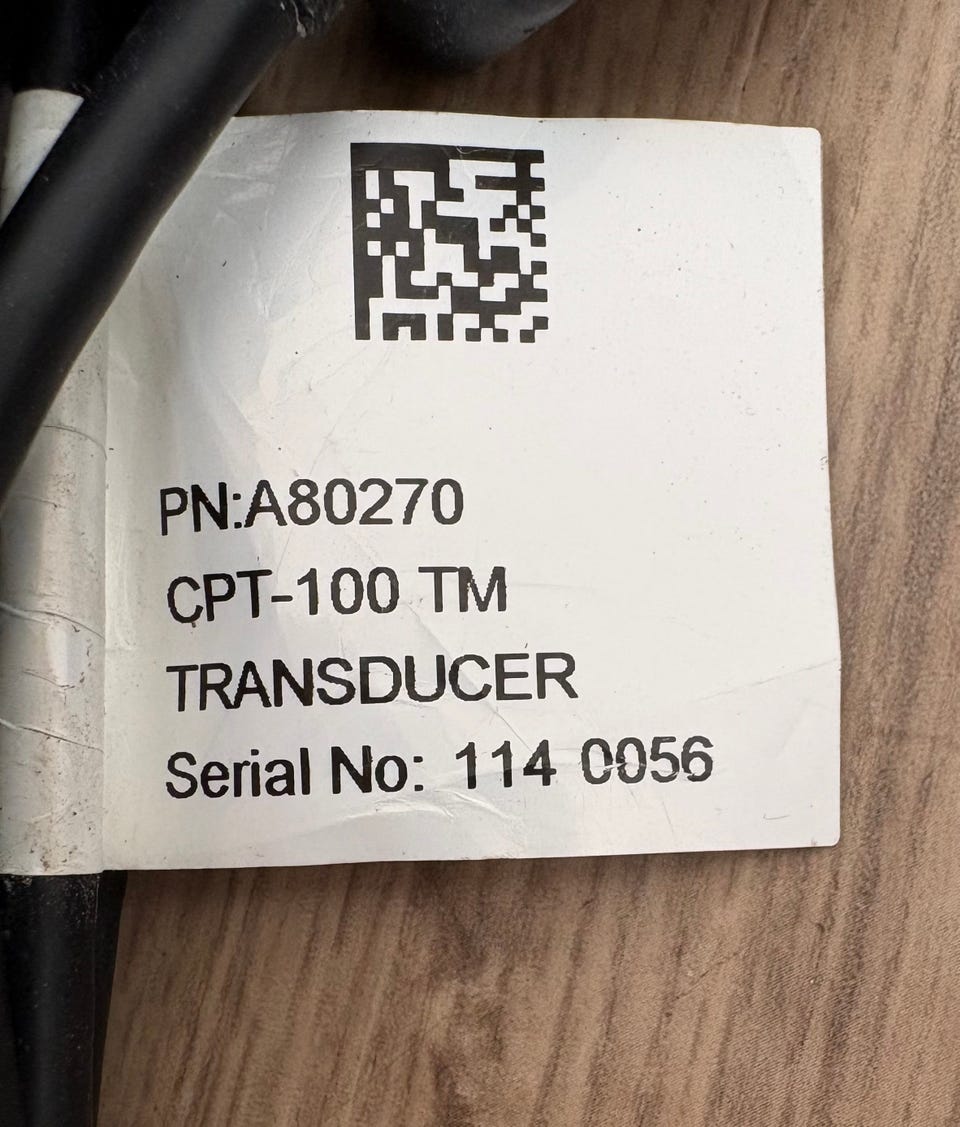 PN:A80270
CPT-100 TM
TRANSDUCER
Serial No: 114 0056